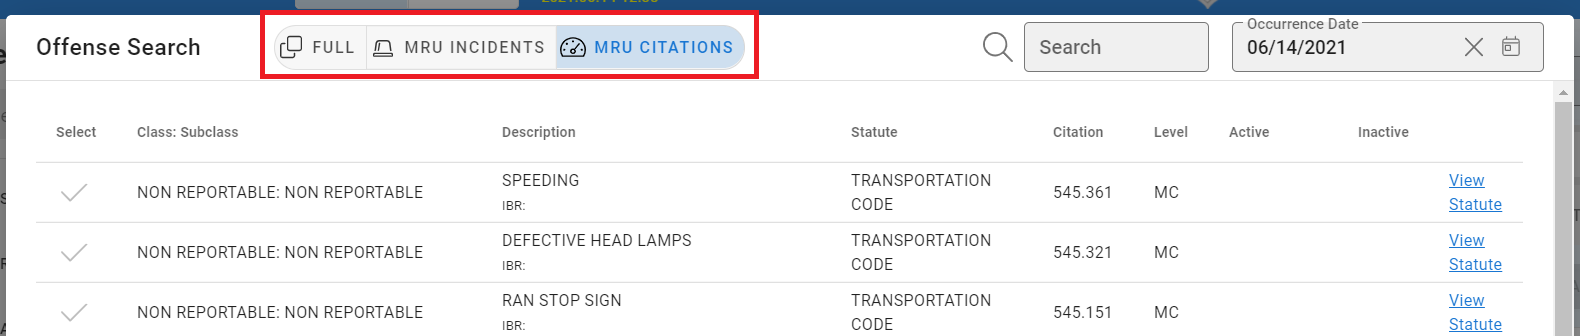 Offense Search
FULL
MRU INCIDENTS
MRU CITATIONS
Search
Occurrence Date
06/14/2021
Select Class: Subclass Description Statute Citation Level Active Inactive
NON REPORTABLE: NON REPORTABLE
SPEEDING
IBR:
TRANSPORTATION
CODE
545.361
MC
View
Statute
NON REPORTABLE: NON REPORTABLE
DEFECTIVE HEAD LAMPS
IBR:
TRANSPORTATION
CODE
545.321
MC
View
Statute
NON REPORTABLE: NON REPORTABLE
RAN STOP SIGN
IBR:
TRANSPORTATION
CODE
545.151
MC
View
Statute